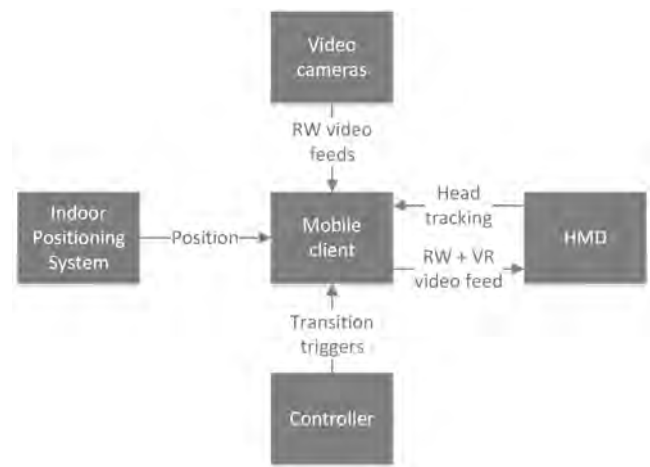 Video
cameras
RW video
feeds
Indoor
Positioning
System
Position
Mobile
client
Head
tracking
RW + VR
video feed
HMD
Transition
triggers
Controller